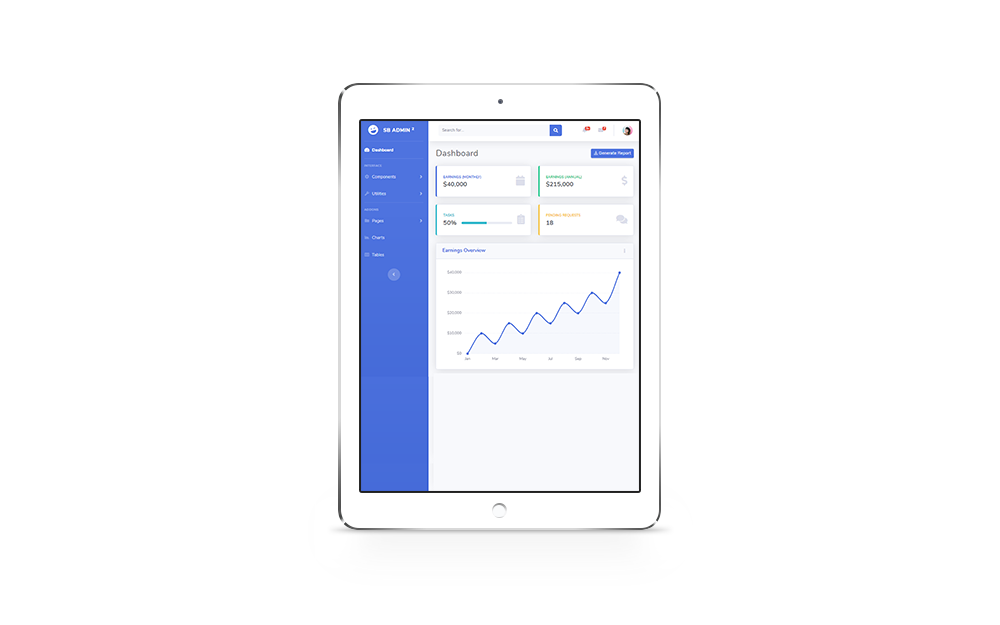 SB ADMIN 2
Search for...
Dashboard
INTERFACE
Components
Utilities
Pages
Charts
Tables
Dashboard
Generate Report
EARNINGS (MONTHLY)
$40,000
EARNINGS (ANNUAL)
$215,000
TASKS
50%
PENDING REQUESTS
18
Earnings Overview
$40,000
$30,000
$20,000
$10,000
$0
Jan
Mar
May
Jul
Sep
Nov